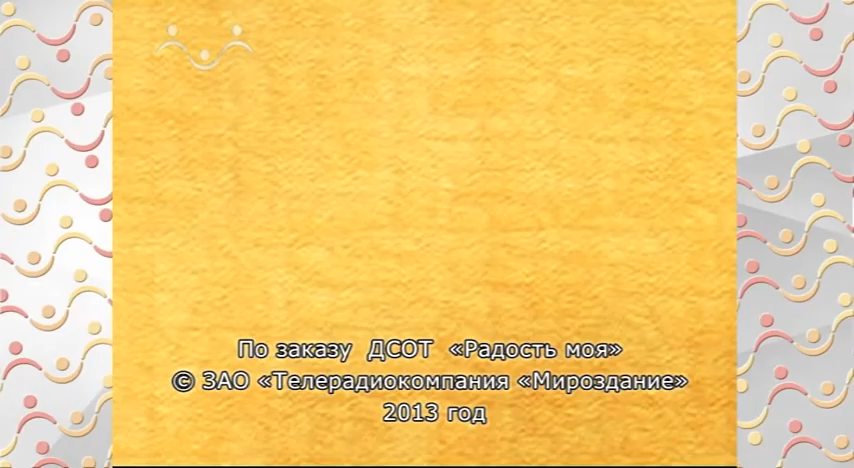 По заказу ДСОТ «Радость моя»
© ЗАО «Телерадиокомпания «Мироздание»
2013 год